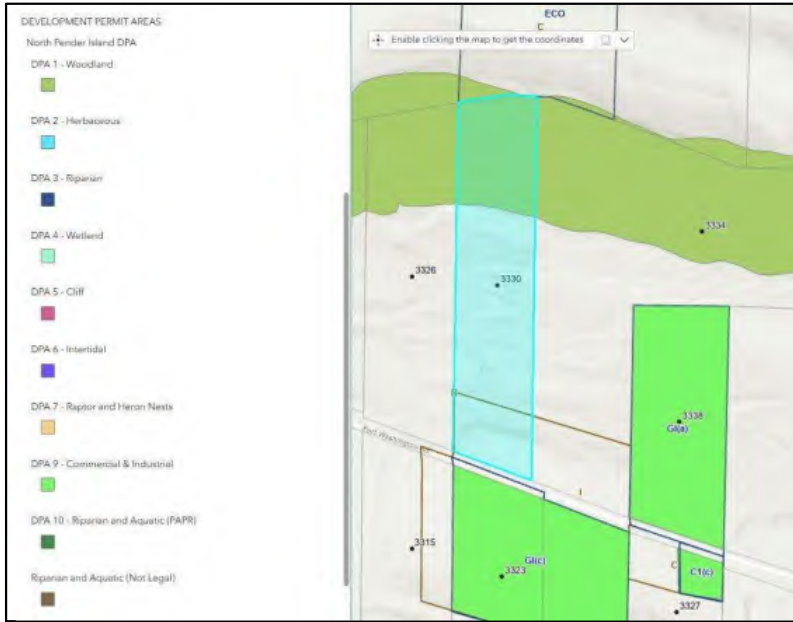 DEVELOPMENT PERMIT AREAS
North Pender Island DPA
DPA 1 - Woodland
DPA 2 - Herbaceous
DPA 3 - Riparian
DPA 4 - Wetland
DPA 5 - Cliff
DPA 6 - Intertidal
DPA 7 - Raptor and Heron Nests
DPA 9 - Commercial & Industrial
DPA 10 - Riparian and Aquatic (PAPR)
Riparian and Aquatic (Not Legal)
ECO
C
Enable clicking the map to get the coordinates
3334
3326
3330
3338
GI(a)
Port Washington
I
3315
GI(c)
3323
C
C1(c)
3327